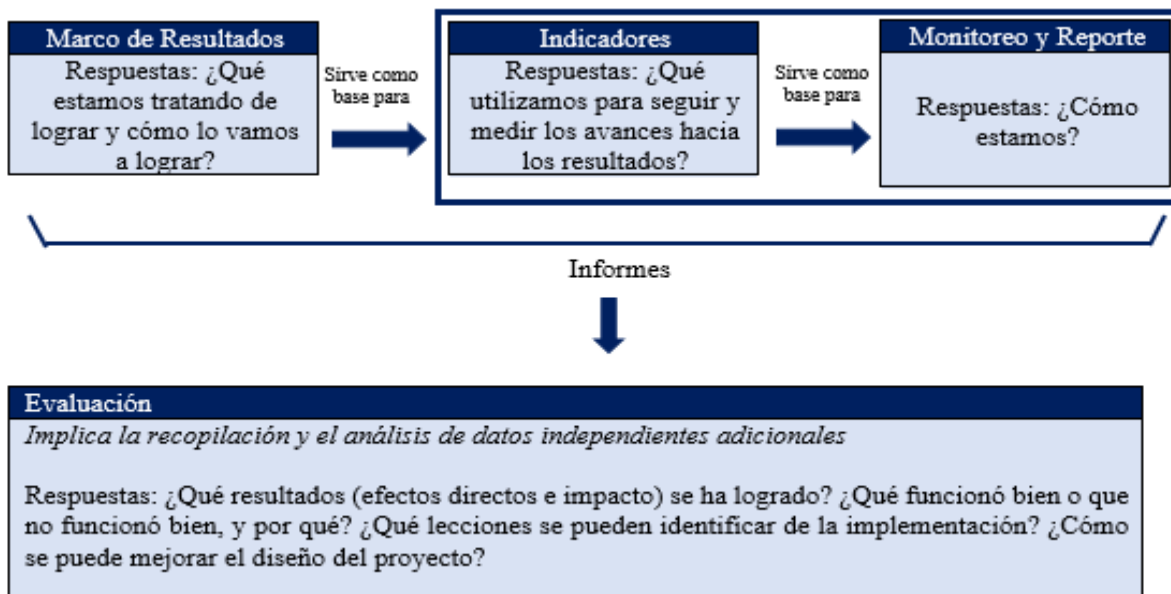 Marco de Resultados
Respuestas: ¿Qué
estamos tratando de
lograr y cómo lo vamos
a lograr?
Sirve como
base para
Indicadores
Respuestas: ¿Qué
utilizamos para seguir y
medir los avances hacia
los resultados?
Sirve como
base para
Monitoreo y Reporte
Respuestas: ¿Cómo
estamos?
Informes
Evaluación
Implica la recopilación y el análisis de datos independientes adicionales
Respuestas: ¿Qué resultados (efectos directos e impacto) se ha logrado? ¿Qué funcionó bien o que
no funcionó bien, y por qué? ¿Qué lecciones se pueden identificar de la implementación? ¿Cómo
se puede mejorar el diseño del proyecto?